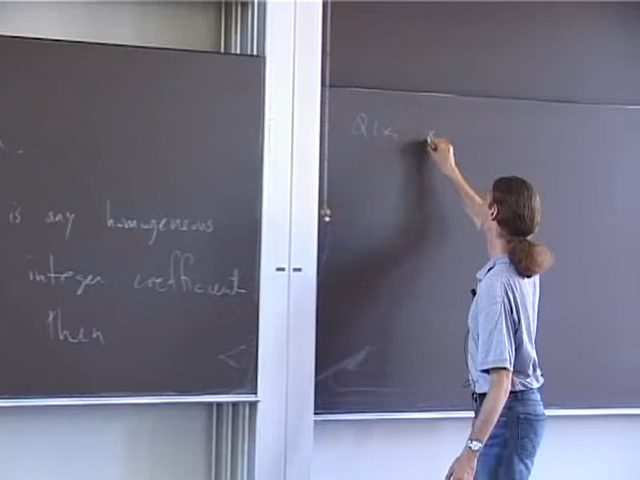 is any homogeneous
integer coefficient
then
Q(x,